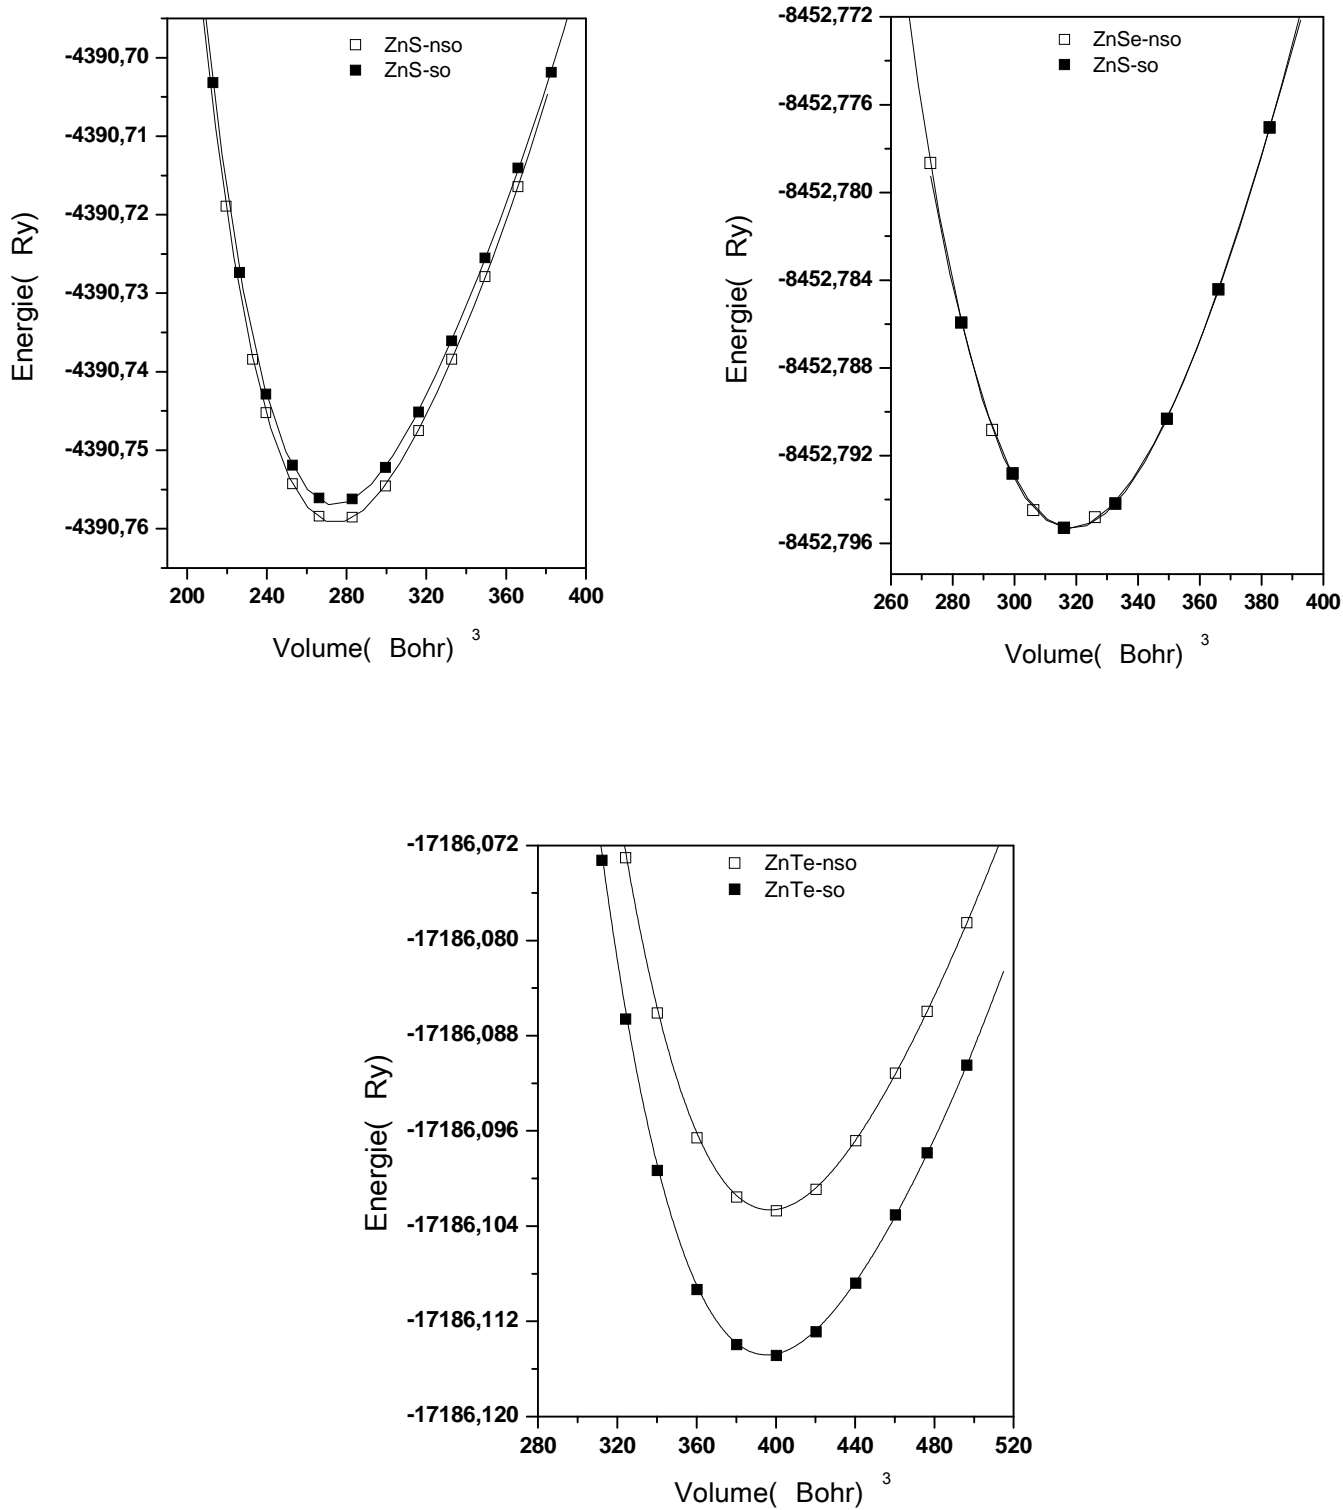 ZnS-nso
ZnS-so
-4390,70
-4390,71
-4390,72
-4390,73
-4390,74
-4390,75
-4390,76
Energie( Ry)
200 240 280 320 360 400
Volume( Bohr) 3
ZnSe-nso
ZnS-so
-8452,772
-8452,776
-8452,780
-8452,784
-8452,788
-8452,792
-8452,796
Energie( Ry)
260 280 300 320 340 360 380 400
Volume( Bohr) 3
ZnTe-nso
ZnTe-so
-17186,072
-17186,080
-17186,088
-17186,096
-17186,104
-17186,112
-17186,120
Energie( Ry)
280 320 360 400 440 480 520
Volume( Bohr) 3